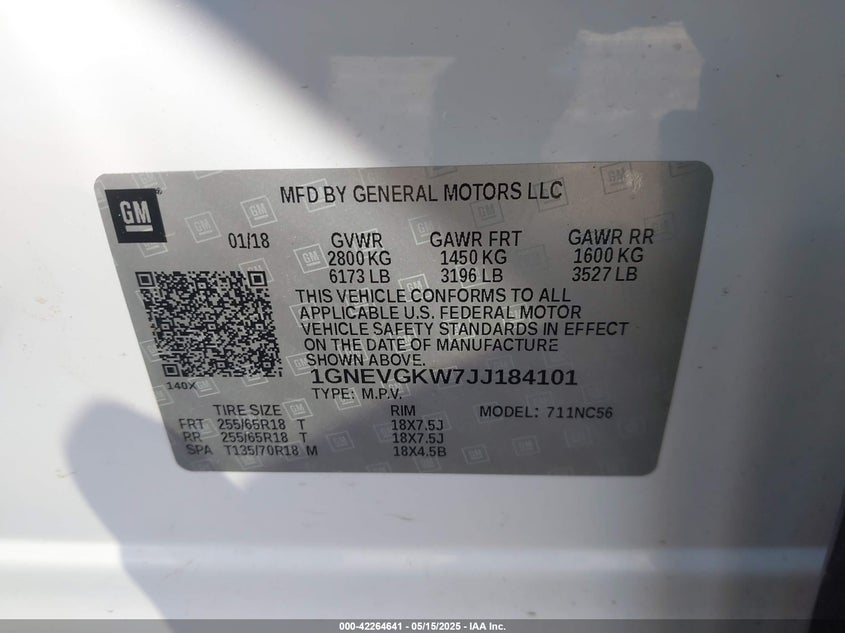 GM
MFD BY GENERAL MOTORS LLC
01/18 GVWR GAWR FRT GAWR RR
2800 KG 1450 KG 1600 KG
6173 LB 3196 LB 3527 LB
THIS VEHICLE CONFORMS TO ALL
APPLICABLE U.S. FEDERAL MOTOR
VEHICLE SAFETY STANDARDS IN EFFECT
ON THE DATE OF MANUFACTURE
SHOWN ABOVE.
1GNEVGKW7JJ184101
140X
TYPE: M.P.V.
TIRE SIZE RIM MODEL: 711NC56
FRT 255/65R18 T 18X7.5J
RR 255/65R18 T 18X7.5J
SPA T135/70R18 M 18X4.5B
000-42264641 - 05/15/2025 - IAA Inc.